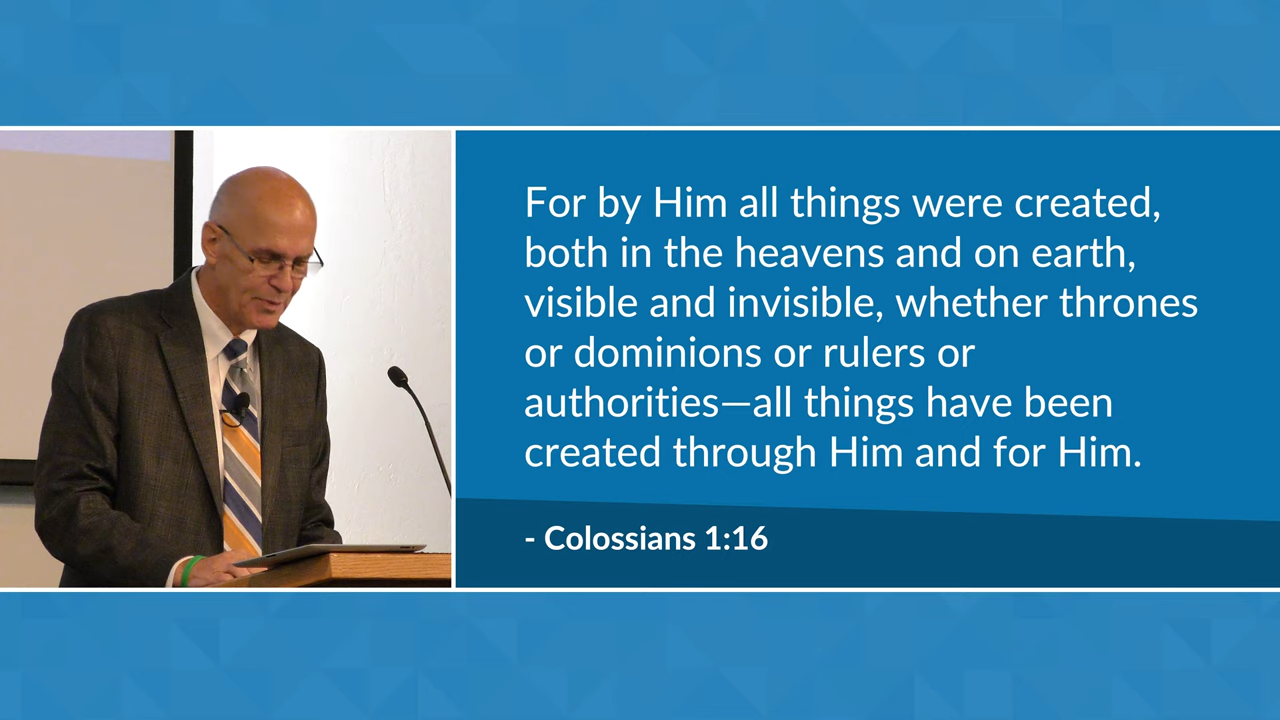 For by Him all things were created,
both in the heavens and on earth,
visible and invisible, whether thrones
or dominions or rulers or
authorities—all things have been
created through Him and for Him.
- Colossians 1:16